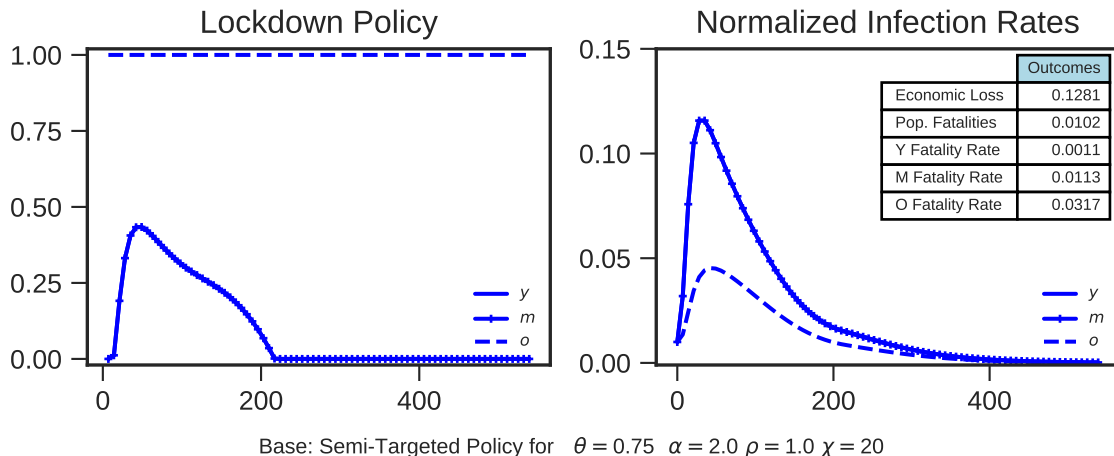 Lockdown Policy
1.00
0.75
0.50
0.25
0.00
0 200 400
y
m
o
Normalized Infection Rates
0.15
0.10
0.05
0.00
0 200 400
Outcomes
Economic Loss 0.1281
Pop. Fatalities 0.0102
Y Fatality Rate 0.0011
M Fatality Rate 0.0113
O Fatality Rate 0.0317
y
m
o
Base: Semi-Targeted Policy for θ = 0.75 α = 2.0 ρ = 1.0 χ = 20